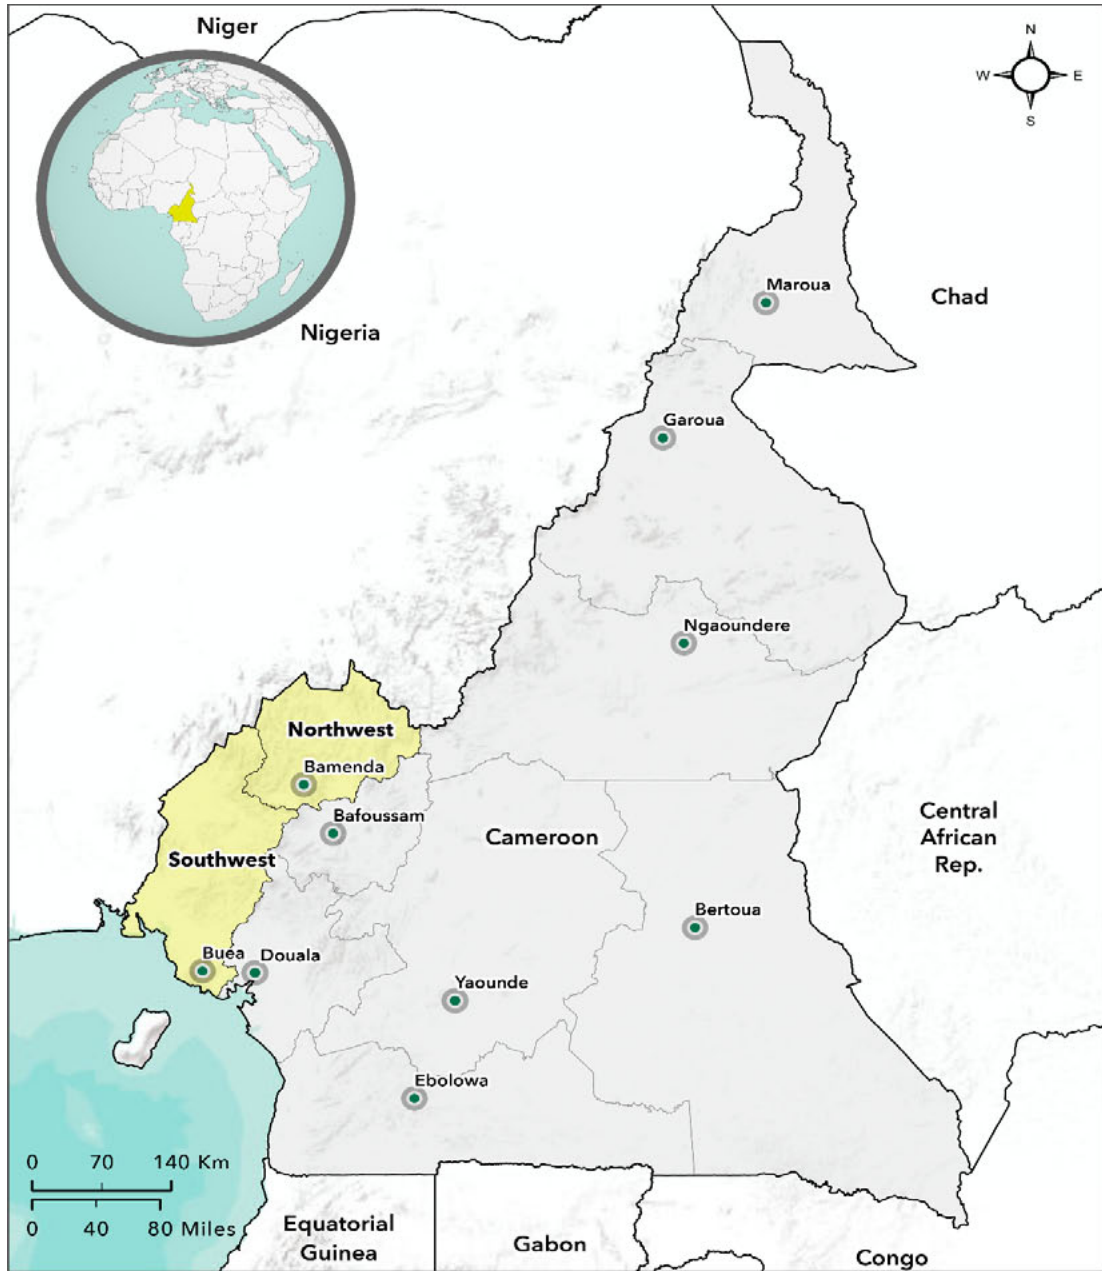 Niger
N
W E
S
Nigeria
Chad
Maroua
Garoua
Ngaoundere
Northwest
Bamenda
Bafoussam
Cameroon
Central
African
Rep.
Southwest
Bertoua
Buea
Douala
Yaounde
Ebolowa
0 70 140 Km
0 40 80 Miles
Equatorial
Guinea
Gabon
Congo